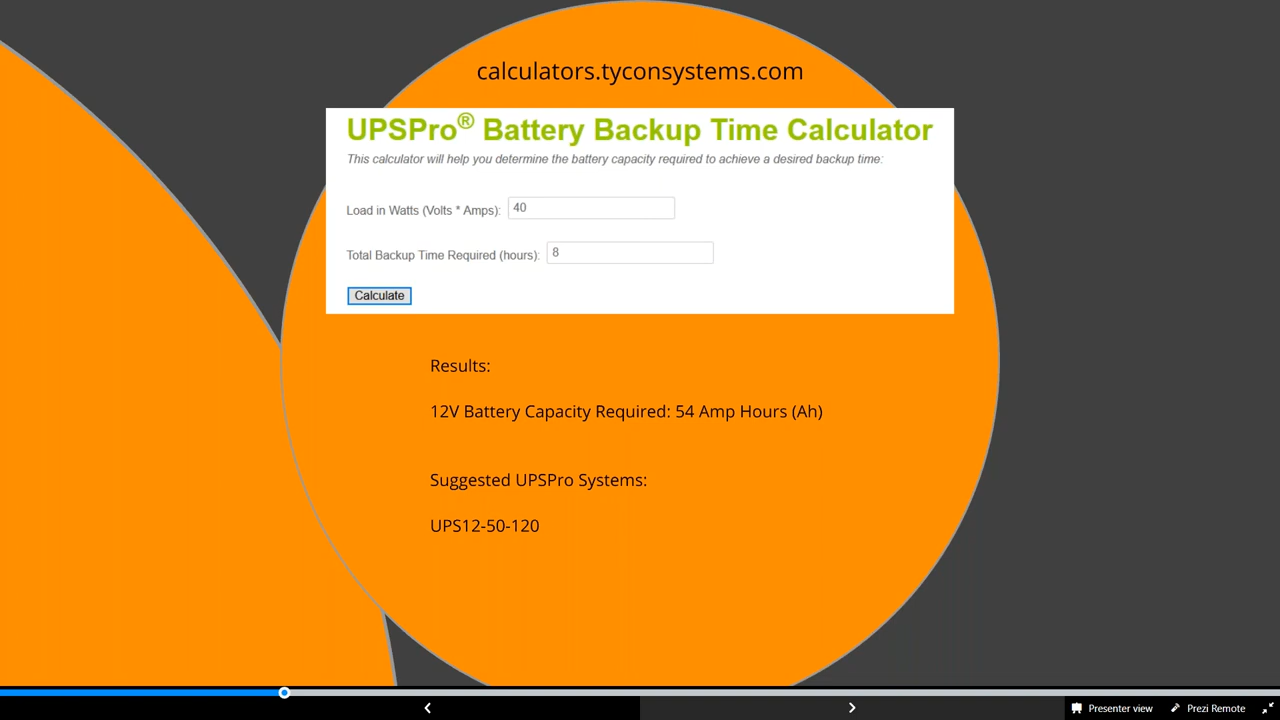 calculators.tyconsystems.com
UPSPro® Battery Backup Time Calculator
This calculator will help you determine the battery capacity required to achieve a desired backup time:
Load in Watts (Volts * Amps): 40
Total Backup Time Required (hours): 8
Calculate
Results:
12V Battery Capacity Required: 54 Amp Hours (Ah)
Suggested UPSPro Systems:
UPS12-50-120
Presenter view Prezi Remote